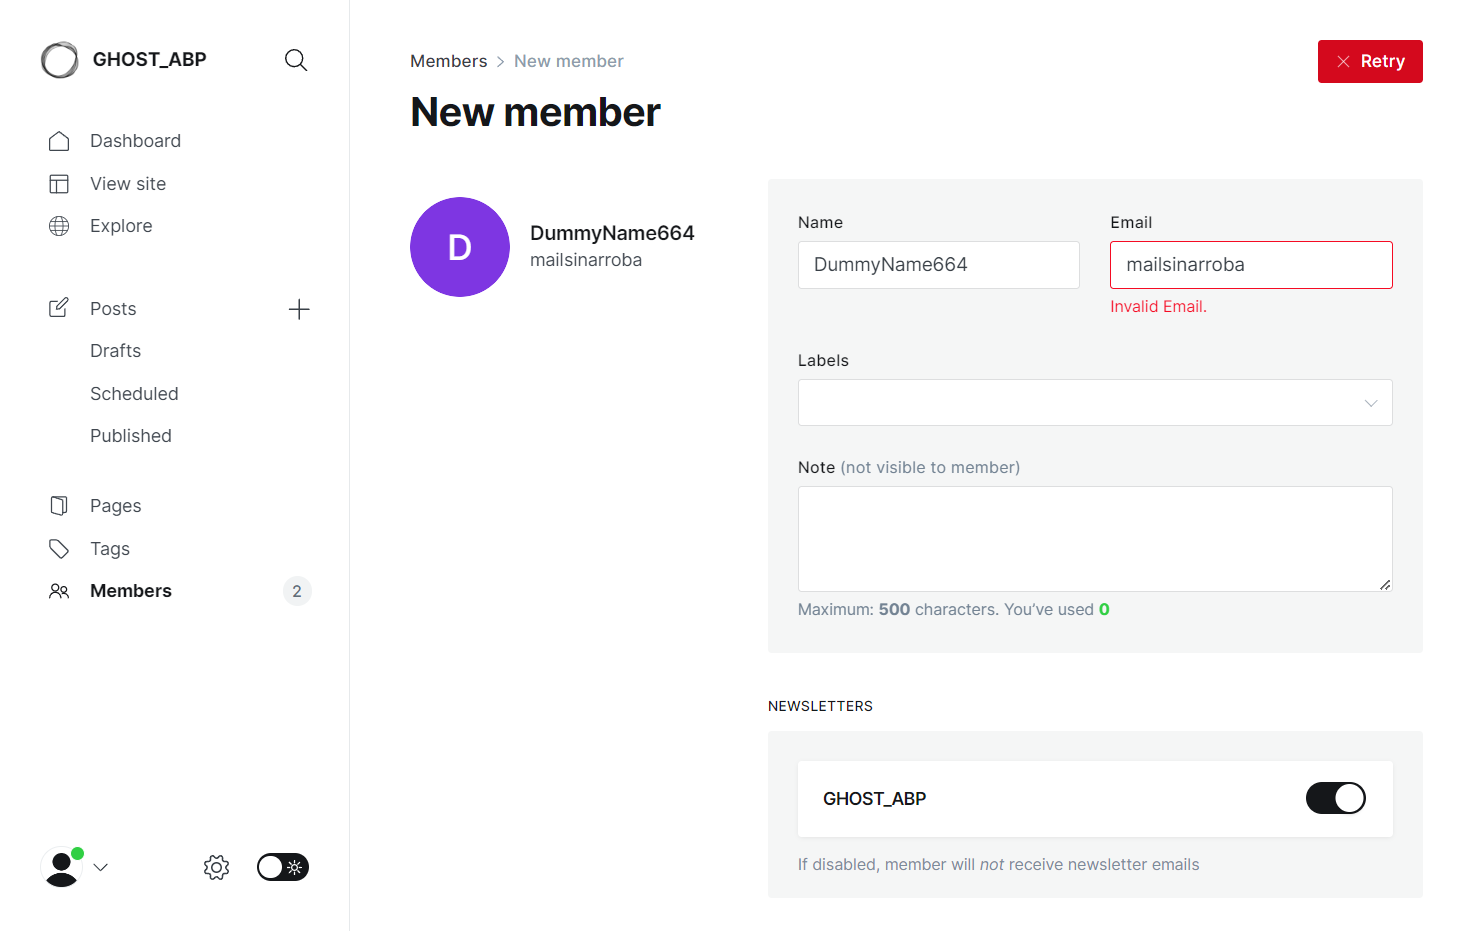 GHOST_ABP
Dashboard
View site
Explore
Posts
Drafts
Scheduled
Published
Pages
Tags
Members 2
Members > New member
Retry
New member
D
DummyName664
mailsinarroba
Name
DummyName664
Email
mailsinarroba
Invalid Email.
Labels
Note (not visible to member)
Maximum: 500 characters. You’ve used 0
NEWSLETTERS
GHOST_ABP
If disabled, member will not receive newsletter emails